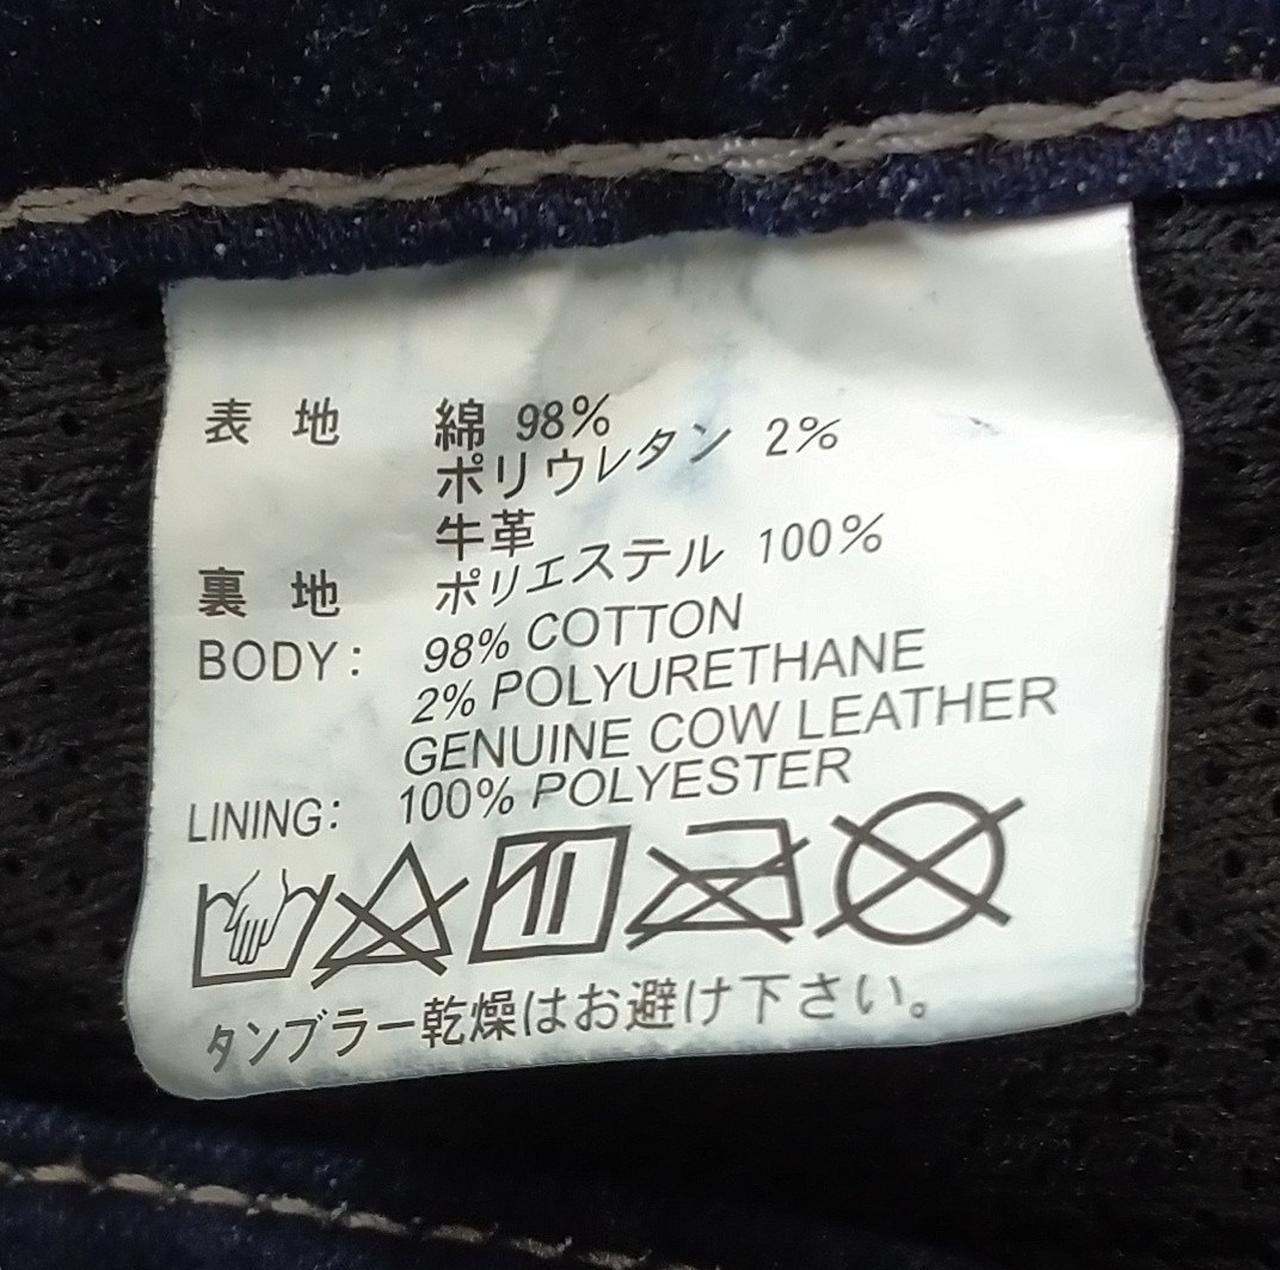 表 地 綿 98%
ポリウレタン 2%
牛革
裏 地 ポリエステル 100%
BODY: 98% COTTON
2% POLYURETHANE
GENUINE COW LEATHER
LINING: 100% POLYESTER
タンブラー乾燥はお避け下さい。